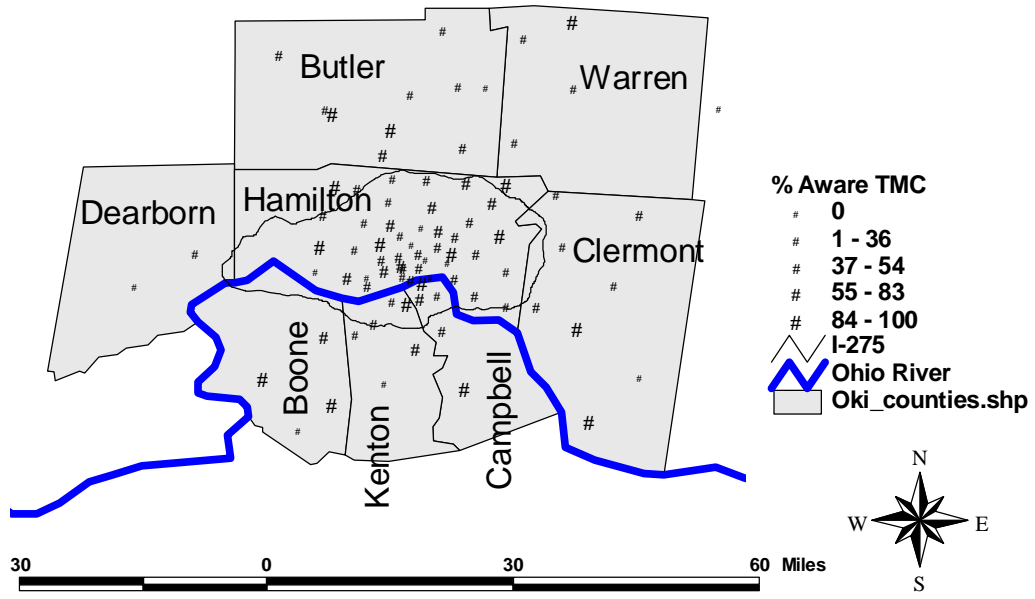 Butler
Warren
Dearborn
Hamilton
Clermont
Boone
Kenton
Campbell
% Aware TMC
# 0
# 1 - 36
# 37 - 54
# 55 - 83
# 84 - 100
I-275
Ohio River
Oki_counties.shp
N
W E
S
30 0 30 60 Miles